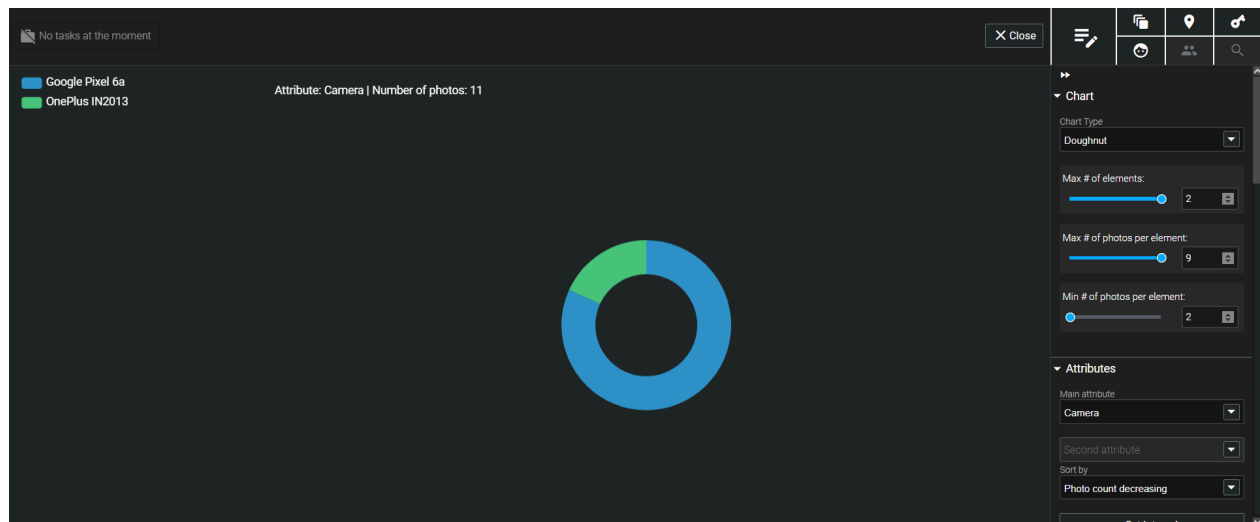 No tasks at the moment
Close
Google Pixel 6a
OnePlus IN2013
Attribute: Camera | Number of photos: 11
Chart
Chart Type
Doughnut
Max # of elements:
2
Max # of photos per element:
9
Min # of photos per element:
2
Attributes
Main attribute
Camera
Second attribute
Sort by
Photo count decreasing